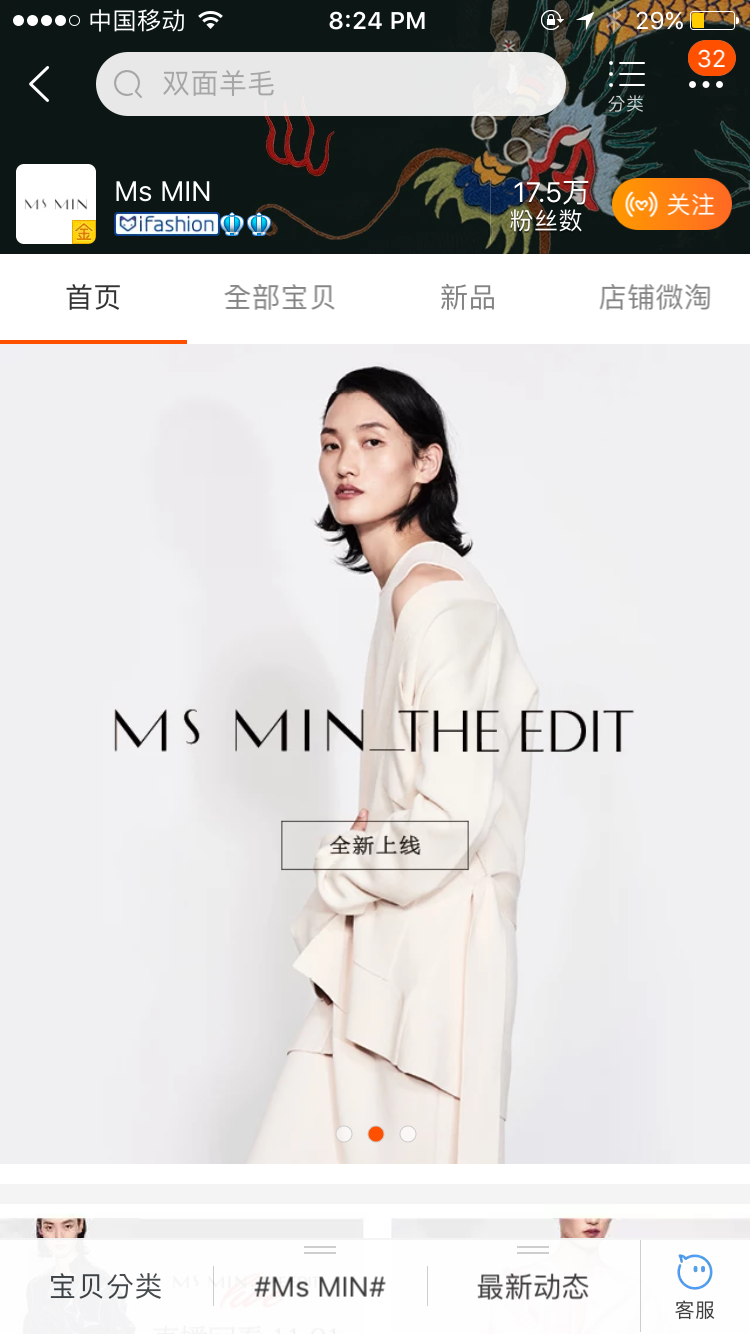 中国移动
8:24 PM
29%
双面羊毛
分类
32
MS MIN
金
Ms MIN
ifashion
17.5万
粉丝数
关注
首页
全部宝贝
新品
店铺微淘
MS MIN_THE EDIT
全新上线
宝贝分类
#Ms MIN#
最新动态
客服